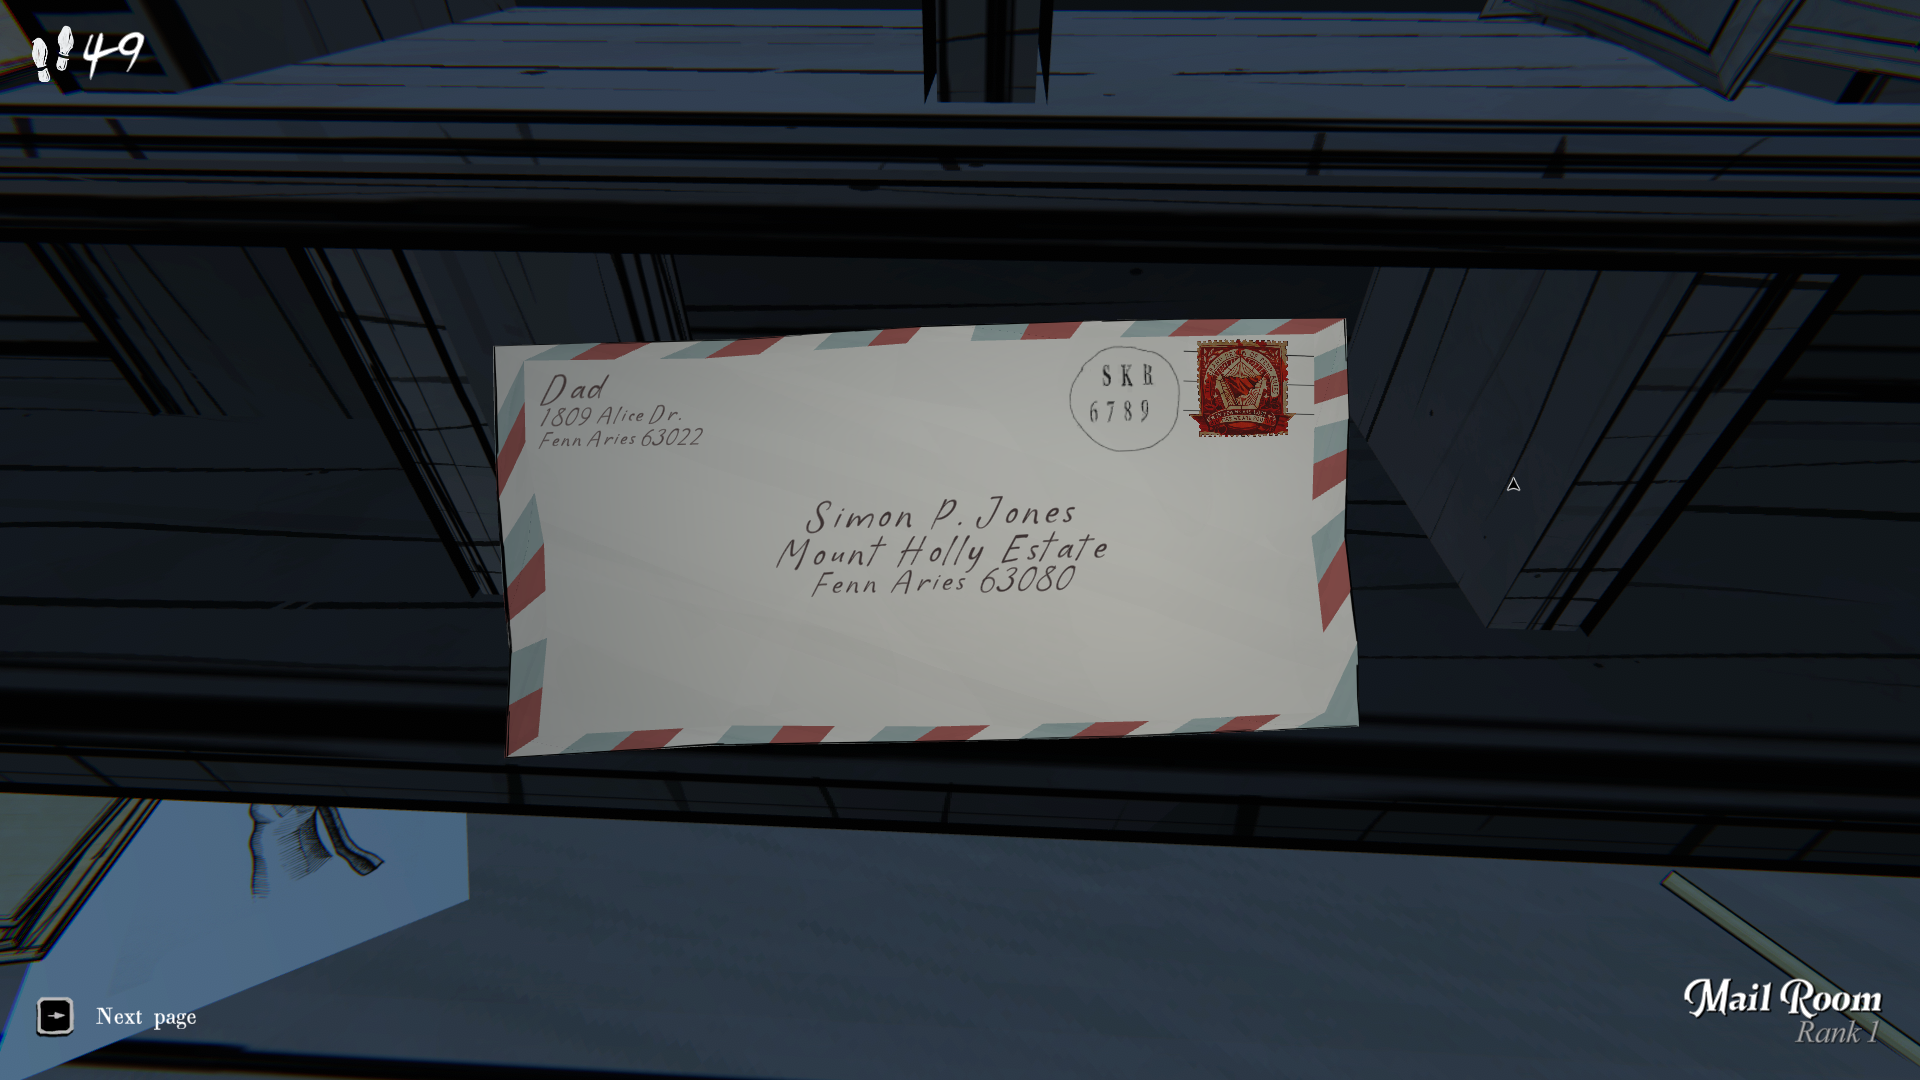 49
Dad
1809 Alice Dr.
Fenn Aries 63022
SKR
6789
Simon P. Jones
Mount Holly Estate
Fenn Aries 63080
Next page
Mail Room
Rank 1